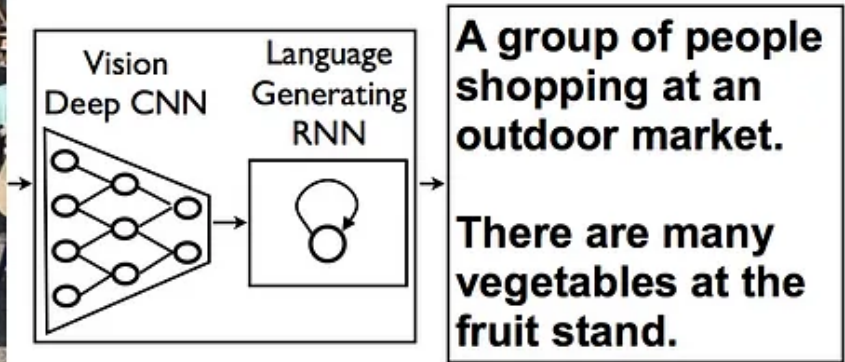 Vision
Deep CNN
Language
Generating
RNN
A group of people
shopping at an
outdoor market.
There are many
vegetables at the
fruit stand.